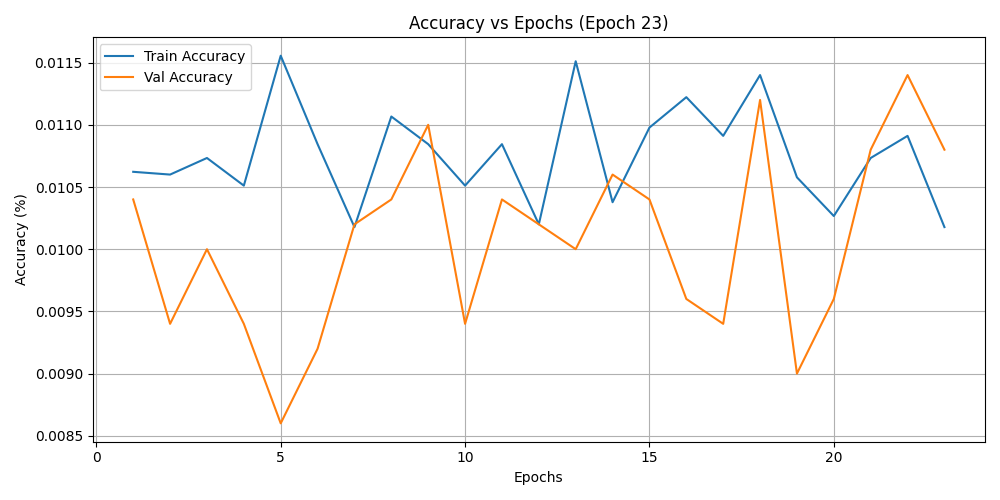 Accuracy vs Epochs (Epoch 23)
Train Accuracy
Val Accuracy
Accuracy (%)
0.0115
0.0110
0.0105
0.0100
0.0095
0.0090
0.0085
0 5 10 15 20
Epochs